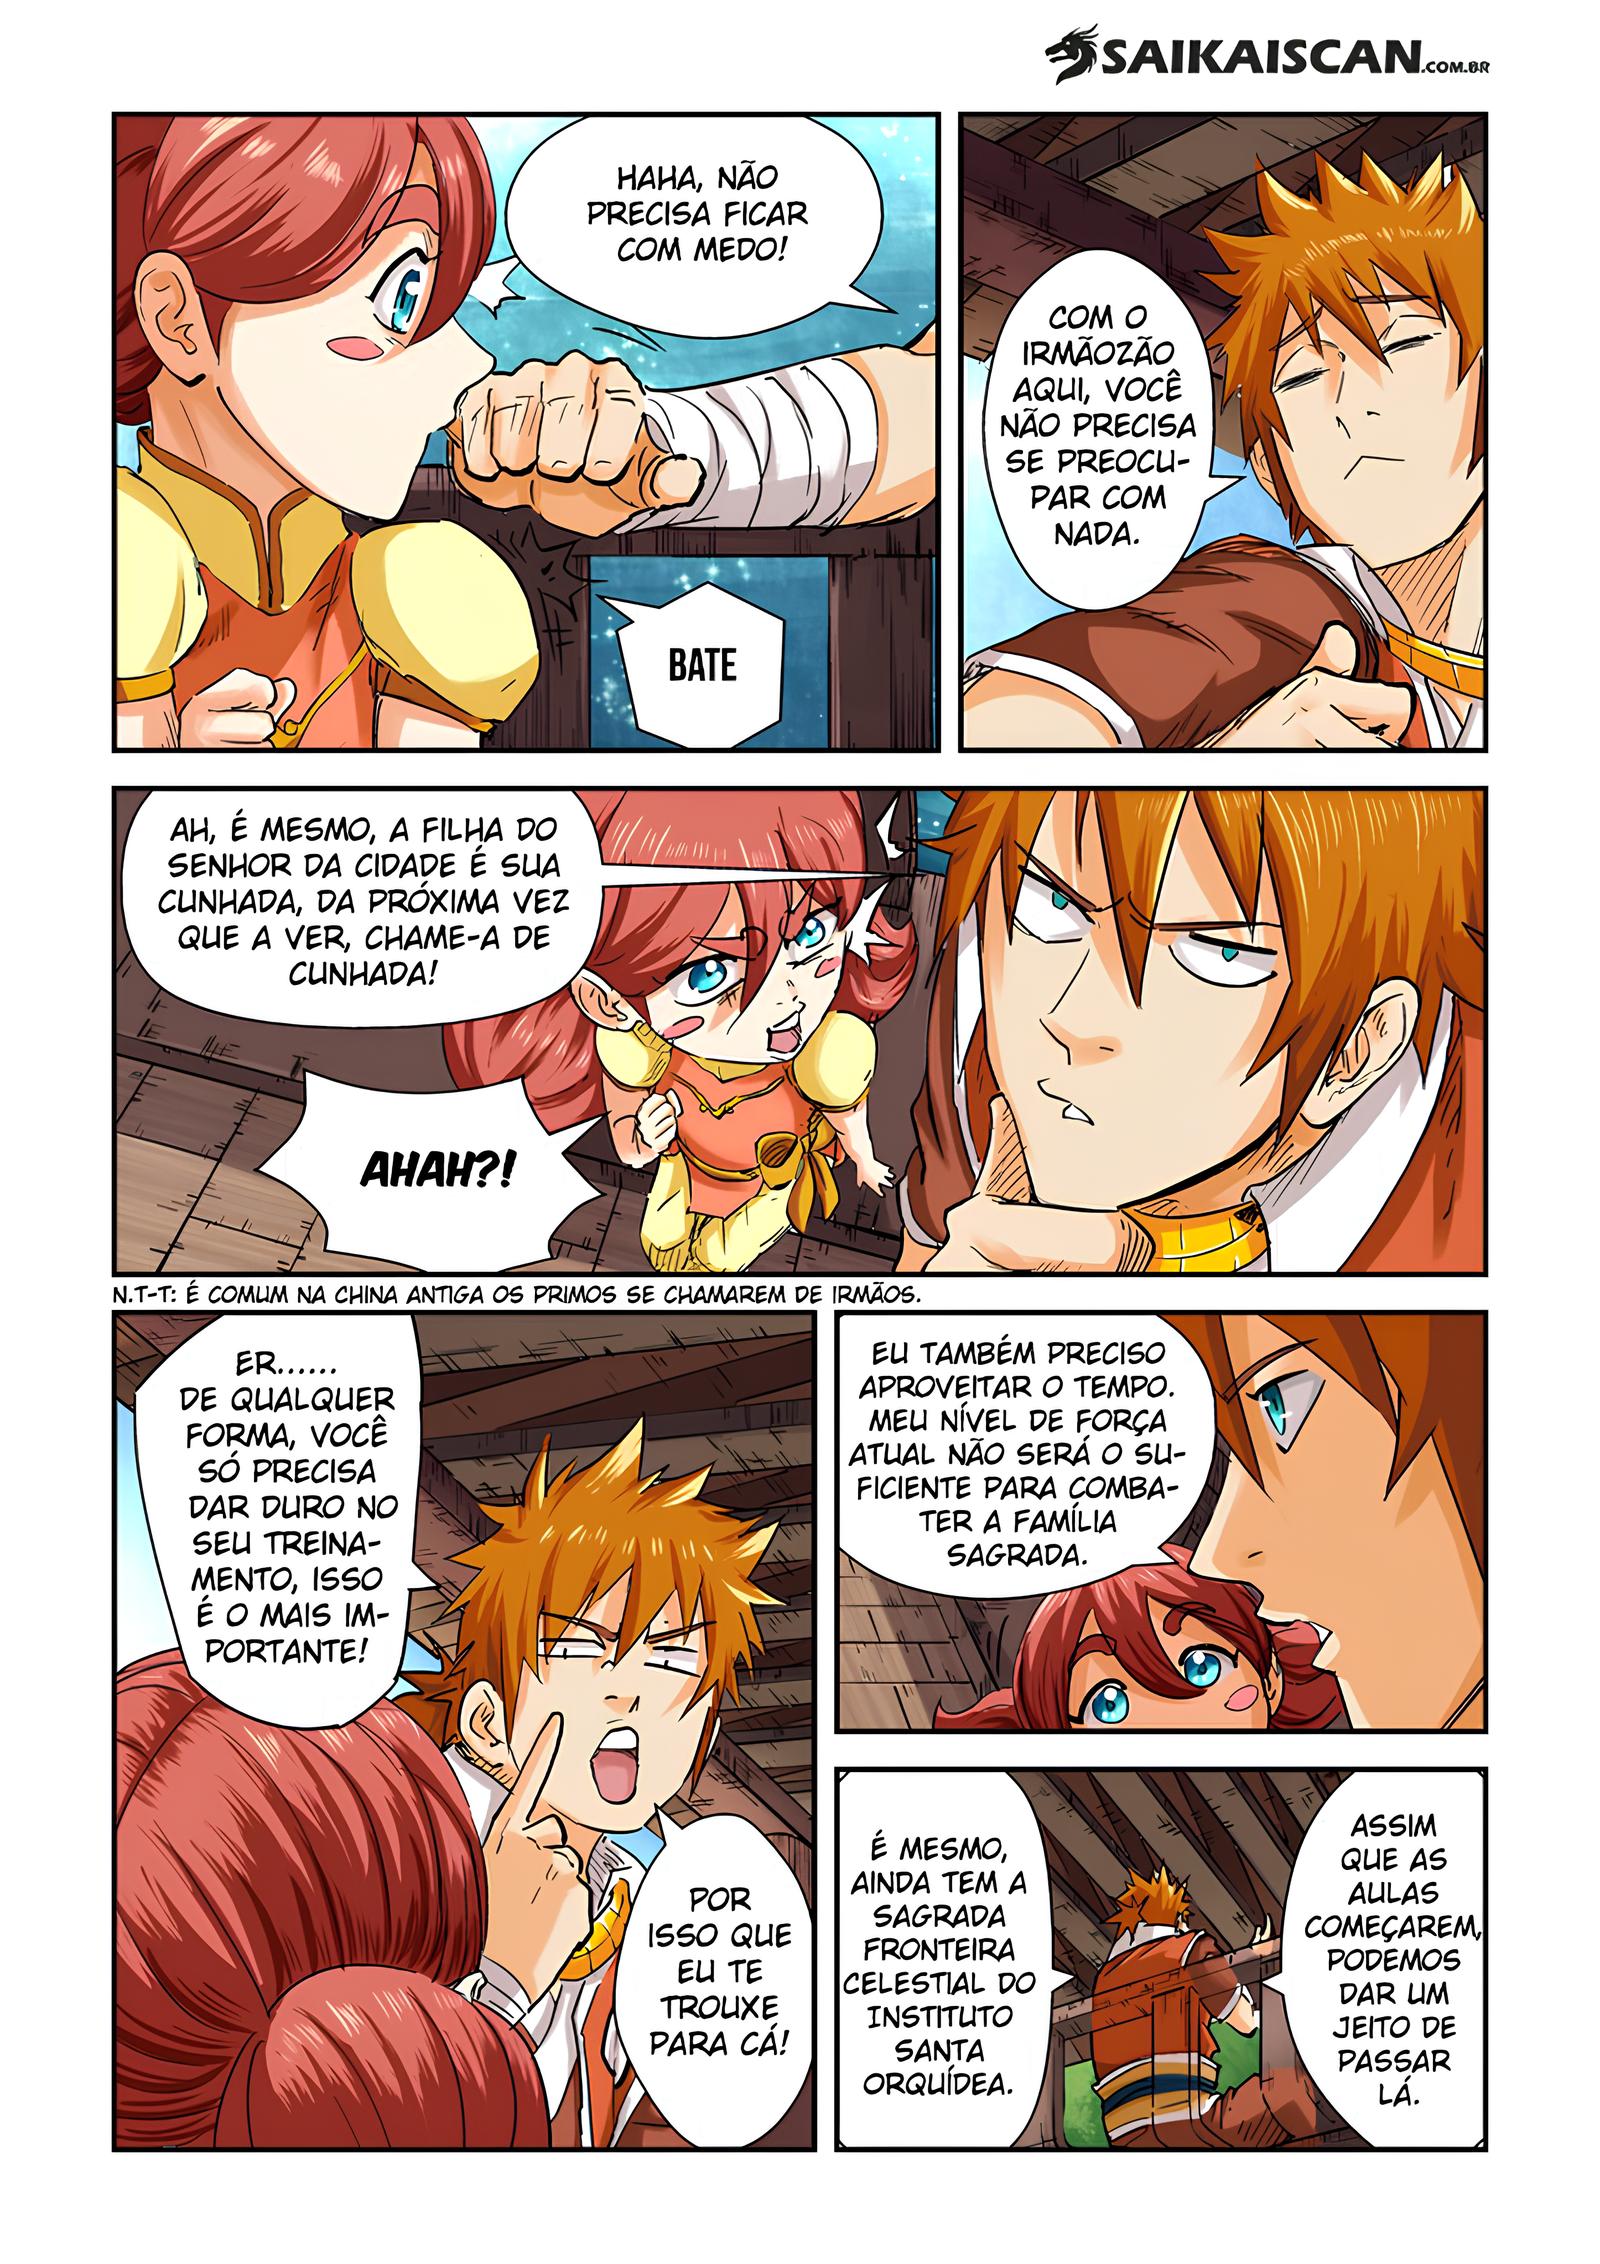 SAIKAISCAN.COM.BR
HAHA, NÃO
PRECISA FICAR
COM MEDO!
BATE
COM O
IRMÃOZÃO
AQUI, VOCÊ
NÃO PRECISA
SE PREOCU-
PAR COM
NADA.
AH, É MESMO, A FILHA DO
SENHOR DA CIDADE É SUA
CUNHADA, DA PRÓXIMA VEZ
QUE A VER, CHAME-A DE
CUNHADA!
AHAH?!
N.T-T: É COMUM NA CHINA ANTIGA OS PRIMOS SE CHAMAREM DE IRMÃOS.
ER......
DE QUALQUER
FORMA, VOCÊ
SÓ PRECISA
DAR DURO NO
SEU TREINA-
MENTO, ISSO
É O MAIS IM-
PORTANTE!
POR
ISSO QUE
EU TE
TROUXE
PARA CÁ!
EU TAMBÉM PRECISO
APROVEITAR O TEMPO.
MEU NÍVEL DE FORÇA
ATUAL NÃO SERÁ O SU-
FICIENTE PARA COMBA-
TER A FAMÍLIA
SAGRADA.
É MESMO,
AINDA TEM A
SAGRADA
FRONTEIRA
CELESTIAL DO
INSTITUTO
SANTA
ORQUÍDEA.
ASSIM
QUE AS
AULAS
COMEÇAREM,
PODEMOS
DAR UM
JEITO DE
PASSAR
LÁ.